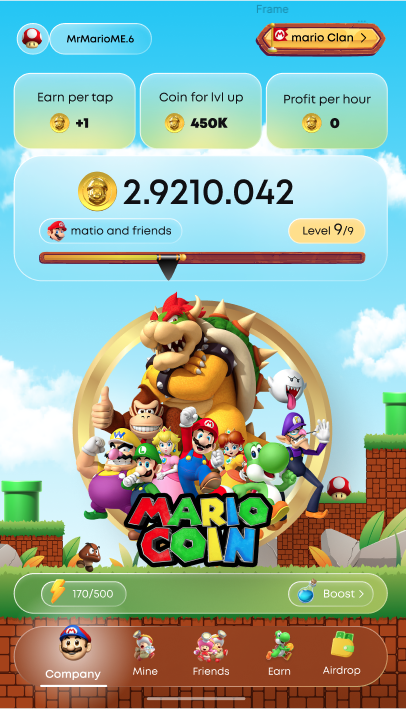 Frame
MrMarioME.6
mario Clan
Earn per tap
+1
Coin for lvl up
450K
Profit per hour
0
2.9210.042
matio and friends
Level 9/9
MARIO
COIN
170/500
Boost
Company
Mine
Friends
Earn
Airdrop